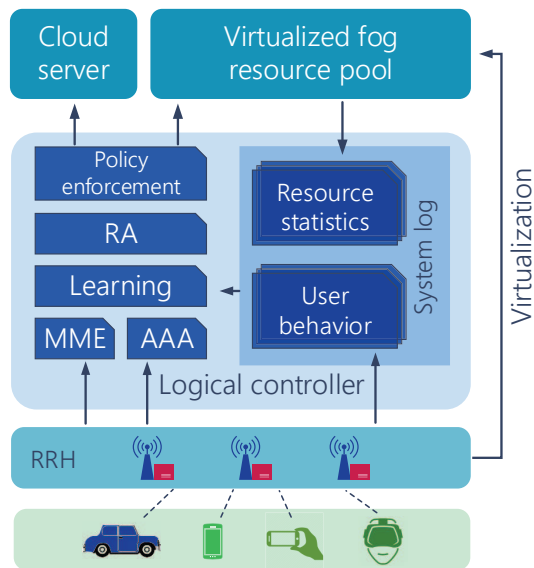 Cloud
server
Virtualized fog
resource pool
Policy
enforcement
RA
Learning
MME
AAA
Resource
statistics
User
behavior
System log
Logical controller
Virtualization
RRH